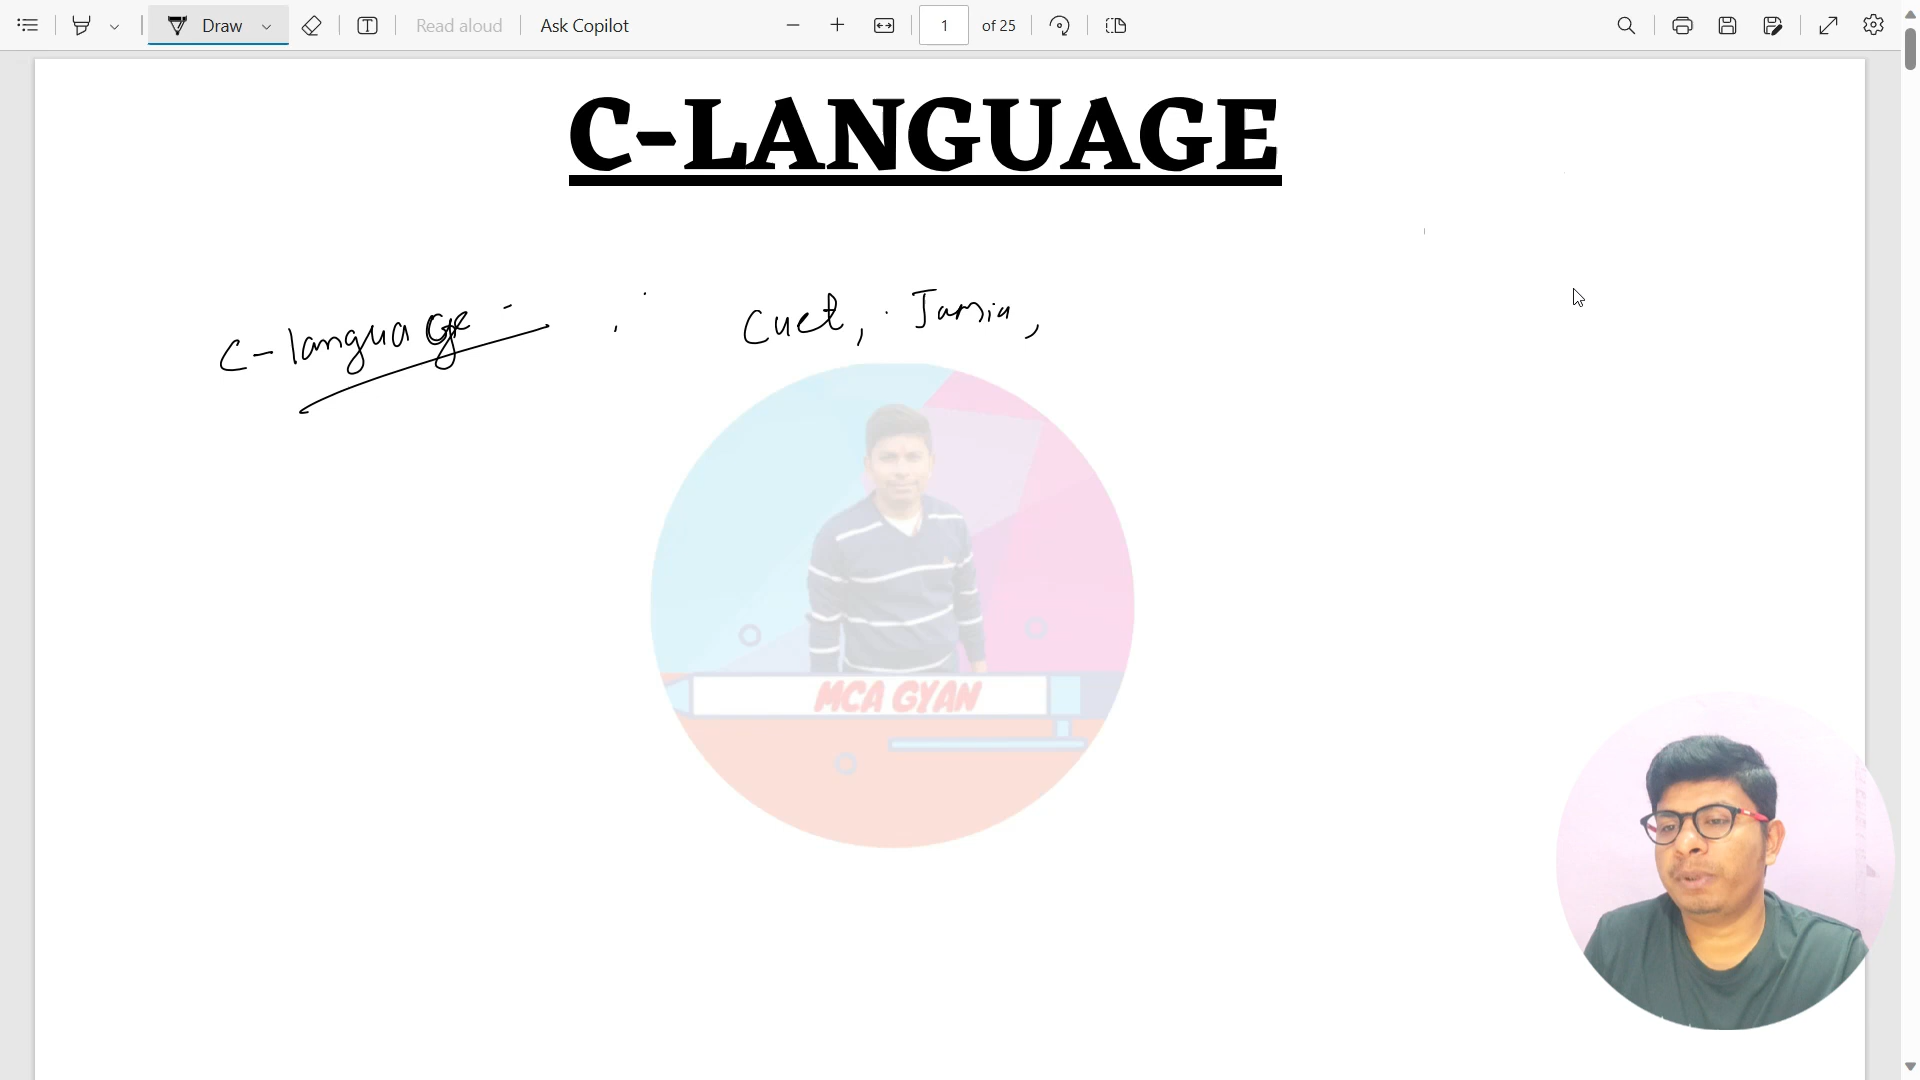 Draw
Read aloud
Ask Copilot
1
of 25
C-LANGUAGE
C-language -
Cuet, Jamia,
MCA GYAN